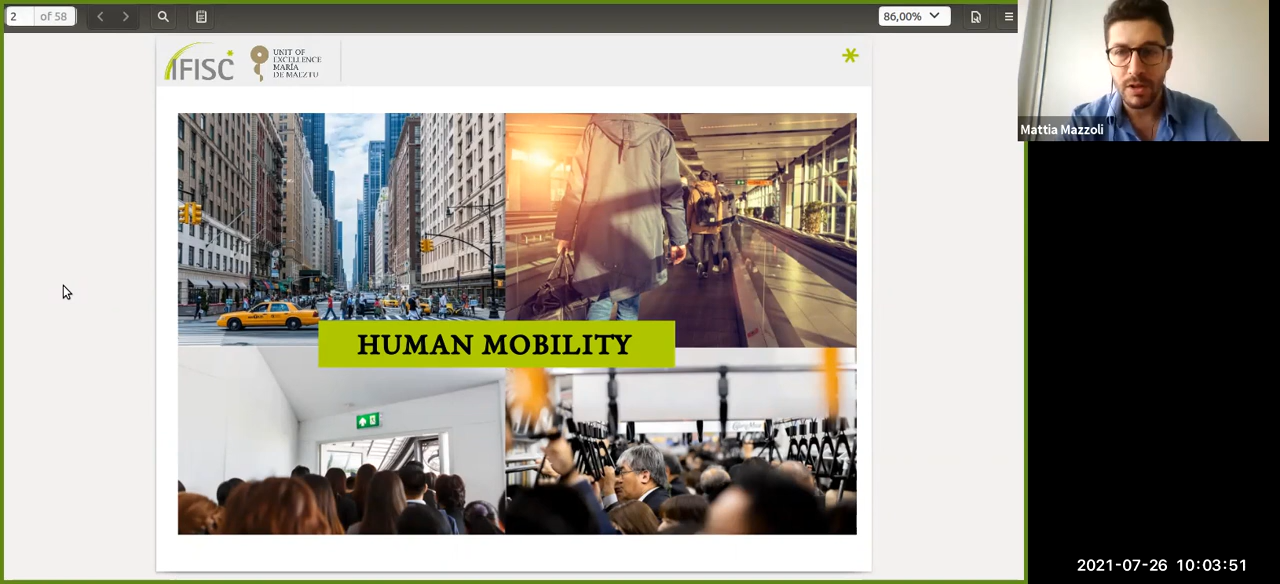 2 of 58
86,00%
IFISC
UNIT OF
EXCELLENCE
MARÍA
DE MAEZTU
Mattia Mazzoli
HUMAN MOBILITY
2021-07-26 10:03:51